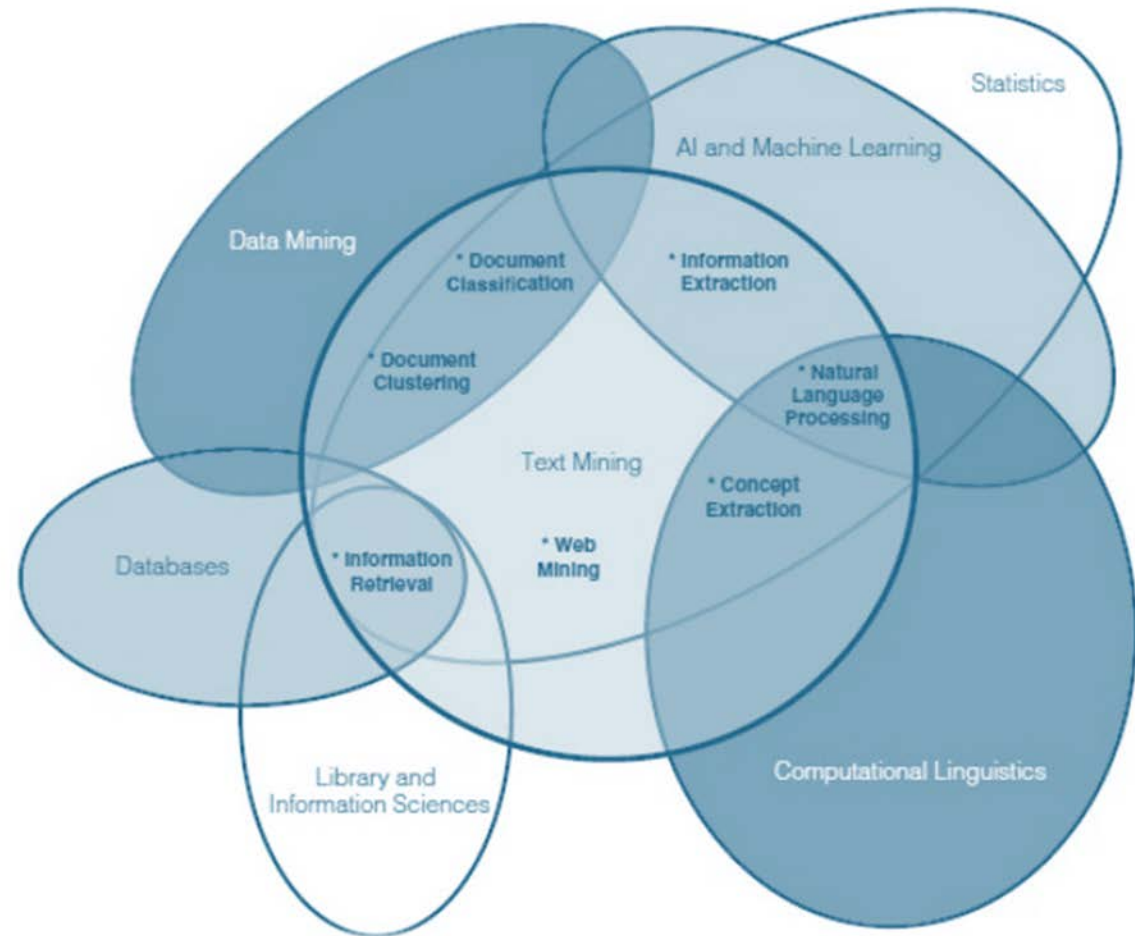 Statistics
AI and Machine Learning
Data Mining
* Document
Classification
* Information
Extraction
* Document
Clustering
* Natural
Language
Processing
Text Mining
* Concept
Extraction
* Web
Mining
Databases
* Information
Retrieval
Library and
Information Sciences
Computational Linguistics